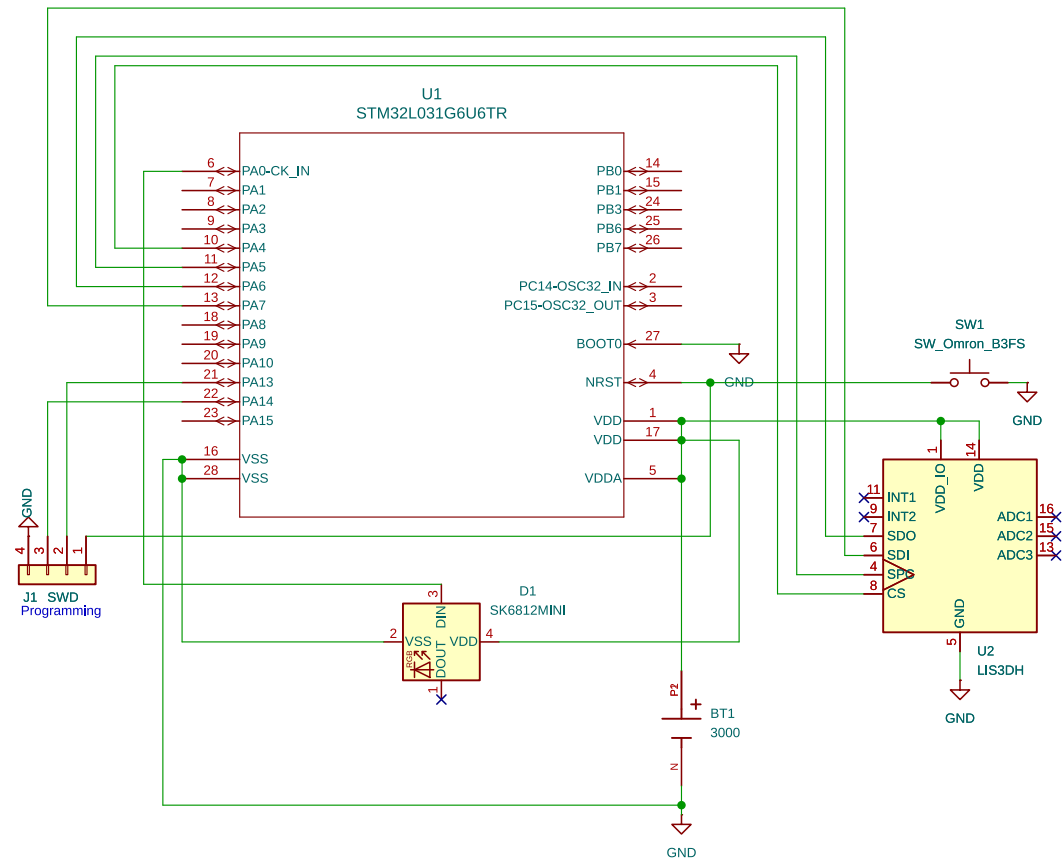 U1
STM32L031G6U6TR
6 PA0-CK_IN
7 PA1
8 PA2
9 PA3
10 PA4
11 PA5
12 PA6
13 PA7
18 PA8
19 PA9
20 PA10
21 PA13
22 PA14
23 PA15
16 VSS
28 VSS
PB0 14
PB1 15
PB3 24
PB6 25
PB7 26
PC14-OSC32_IN 2
PC15-OSC32_OUT 3
BOOT0 27
NRST 4
VDD 1
VDD 17
VDDA 5
GND
SW1
SW_Omron_B3FS
GND
1 VDD_IO
14 VDD
11 INT1
9 INT2
7 SDO
6 SDI
4 SPC
8 CS
ADC1 16
ADC2 15
ADC3 13
GND 5
U2
LIS3DH
GND
GND
4 3 2 1
J1 SWD
Programming
D1
SK6812MINI
3 DIN
2 VSS
VDD 4
RGB
DOUT 1
+
BT1
3000
N
GND